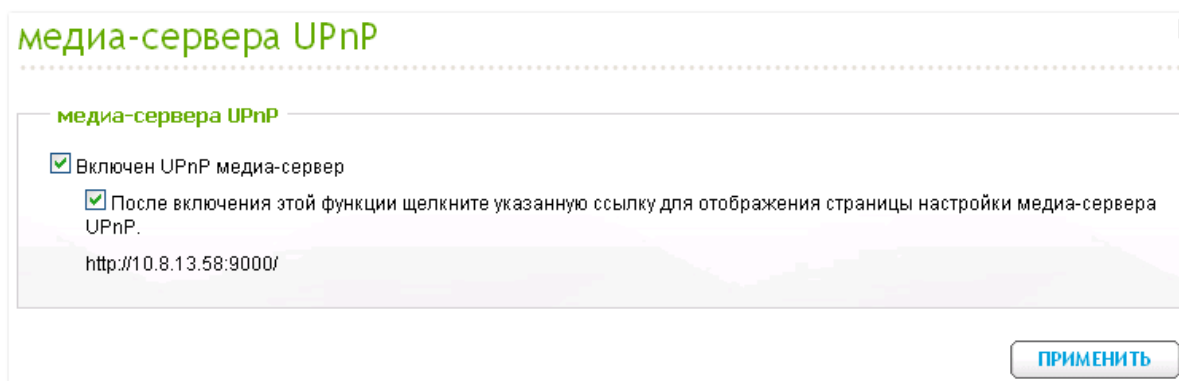 медиа-сервера UPnP
медиа-сервера UPnP
Включен UPnP медиа-сервер
После включения этой функции щелкните указанную ссылку для отображения страницы настройки медиа-сервера
UPnP.
http://10.8.13.58:9000/
ПРИМЕНИТЬ